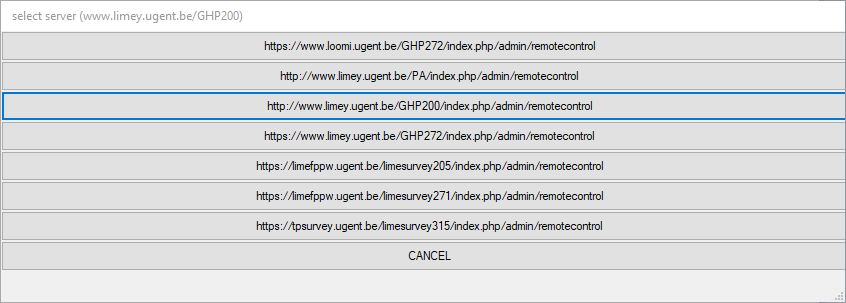 select server (www.limey.ugent.be/GHP200)
https://www.loomi.ugent.be/GHP272/index.php/admin/remotecontrol
http://www.limey.ugent.be/PA/index.php/admin/remotecontrol
http://www.limey.ugent.be/GHP200/index.php/admin/remotecontrol
https://www.limey.ugent.be/GHP272/index.php/admin/remotecontrol
https://limefppw.ugent.be/limesurvey205/index.php/admin/remotecontrol
https://limefppw.ugent.be/limesurvey271/index.php/admin/remotecontrol
https://tpsurvey.ugent.be/limesurvey315/index.php/admin/remotecontrol
CANCEL